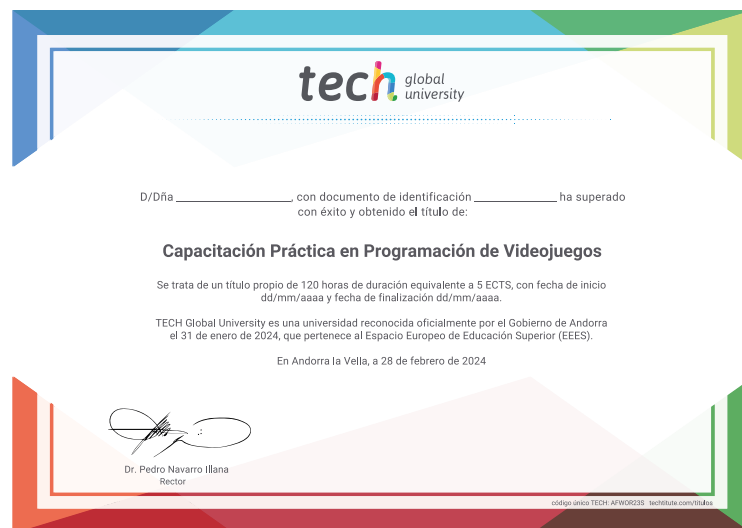 tech global
university
D/Dña ____________________, con documento de identificación ______________ ha superado
con éxito y obtenido el título de:
Capacitación Práctica en Programación de Videojuegos
Se trata de un título propio de 120 horas de duración equivalente a 5 ECTS, con fecha de inicio
dd/mm/aaaa y fecha de finalización dd/mm/aaaa.
TECH Global University es una universidad reconocida oficialmente por el Gobierno de Andorra
el 31 de enero de 2024, que pertenece al Espacio Europeo de Educación Superior (EEES).
En Andorra la Vella, a 28 de febrero de 2024
Dr. Pedro Navarro Illana
Rector
código único TECH: AFWOR23S techtitute.com/títulos